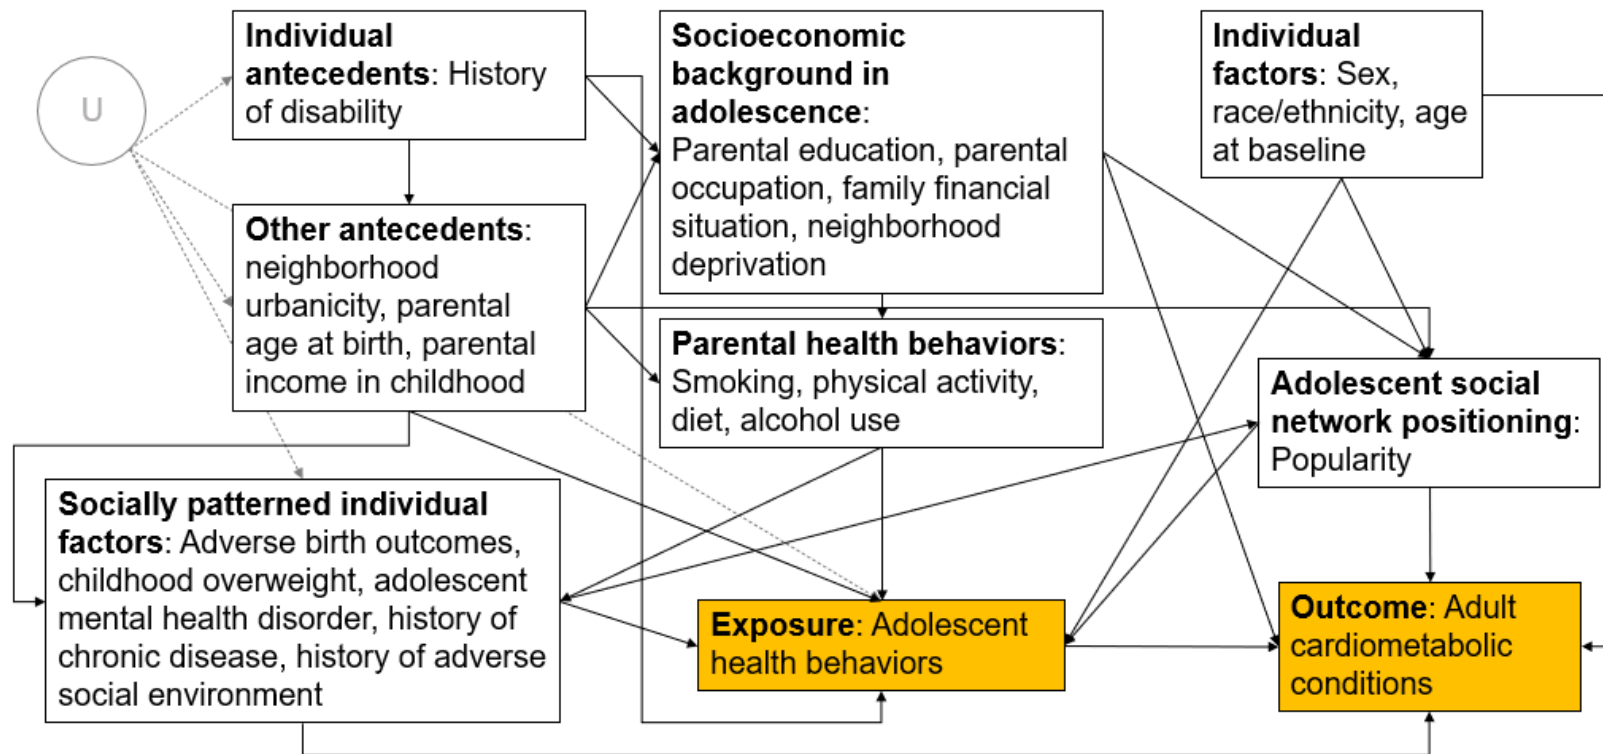 U
Individual
antecedents: History
of disability
Socioeconomic
background in
adolescence:
Parental education, parental
occupation, family financial
situation, neighborhood
deprivation
Individual
factors: Sex,
race/ethnicity, age
at baseline
Other antecedents:
neighborhood
urbanicity, parental
age at birth, parental
income in childhood
Parental health behaviors:
Smoking, physical activity,
diet, alcohol use
Adolescent social
network positioning:
Popularity
Socially patterned individual
factors: Adverse birth outcomes,
childhood overweight, adolescent
mental health disorder, history of
chronic disease, history of adverse
social environment
Exposure: Adolescent
health behaviors
Outcome: Adult
cardiometabolic
conditions